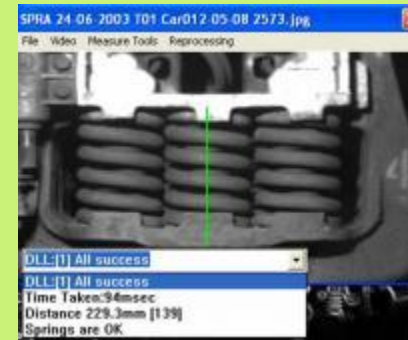 SPRA 24-06-2003 T01 Car012-05-08 2573.jpg
File Video Measure Tools Reprocessing
DLL:[1] All success
DLL:[1] All success
Time Taken:94msec
Distance 229.3mm [139]
Springs are OK